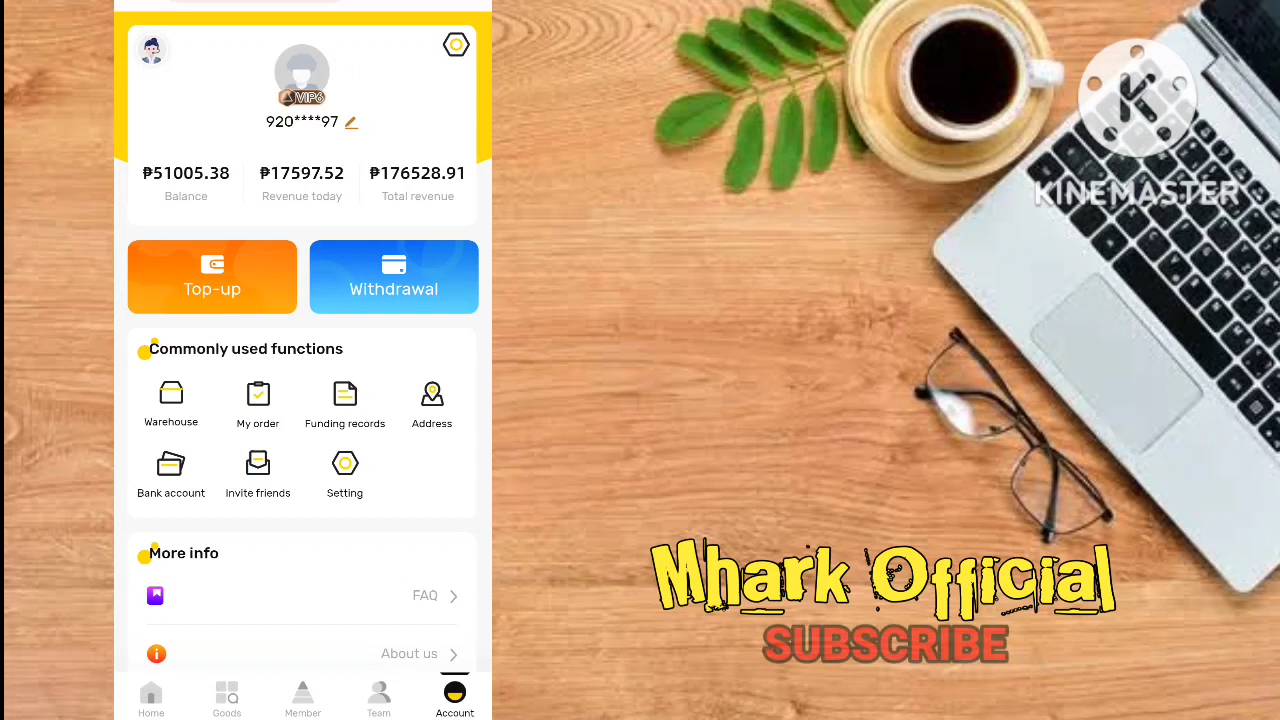 VIP6
920****97
₱51005.38
Balance
₱17597.52
Revenue today
₱176528.91
Total revenue
Top-up
Withdrawal
Commonly used functions
Warehouse
My order
Funding records
Address
Bank account
Invite friends
Setting
More info
FAQ
About us
Home
Goods
Member
Team
Account
K
KINEMASTER
Mhark Official
SUBSCRIBE